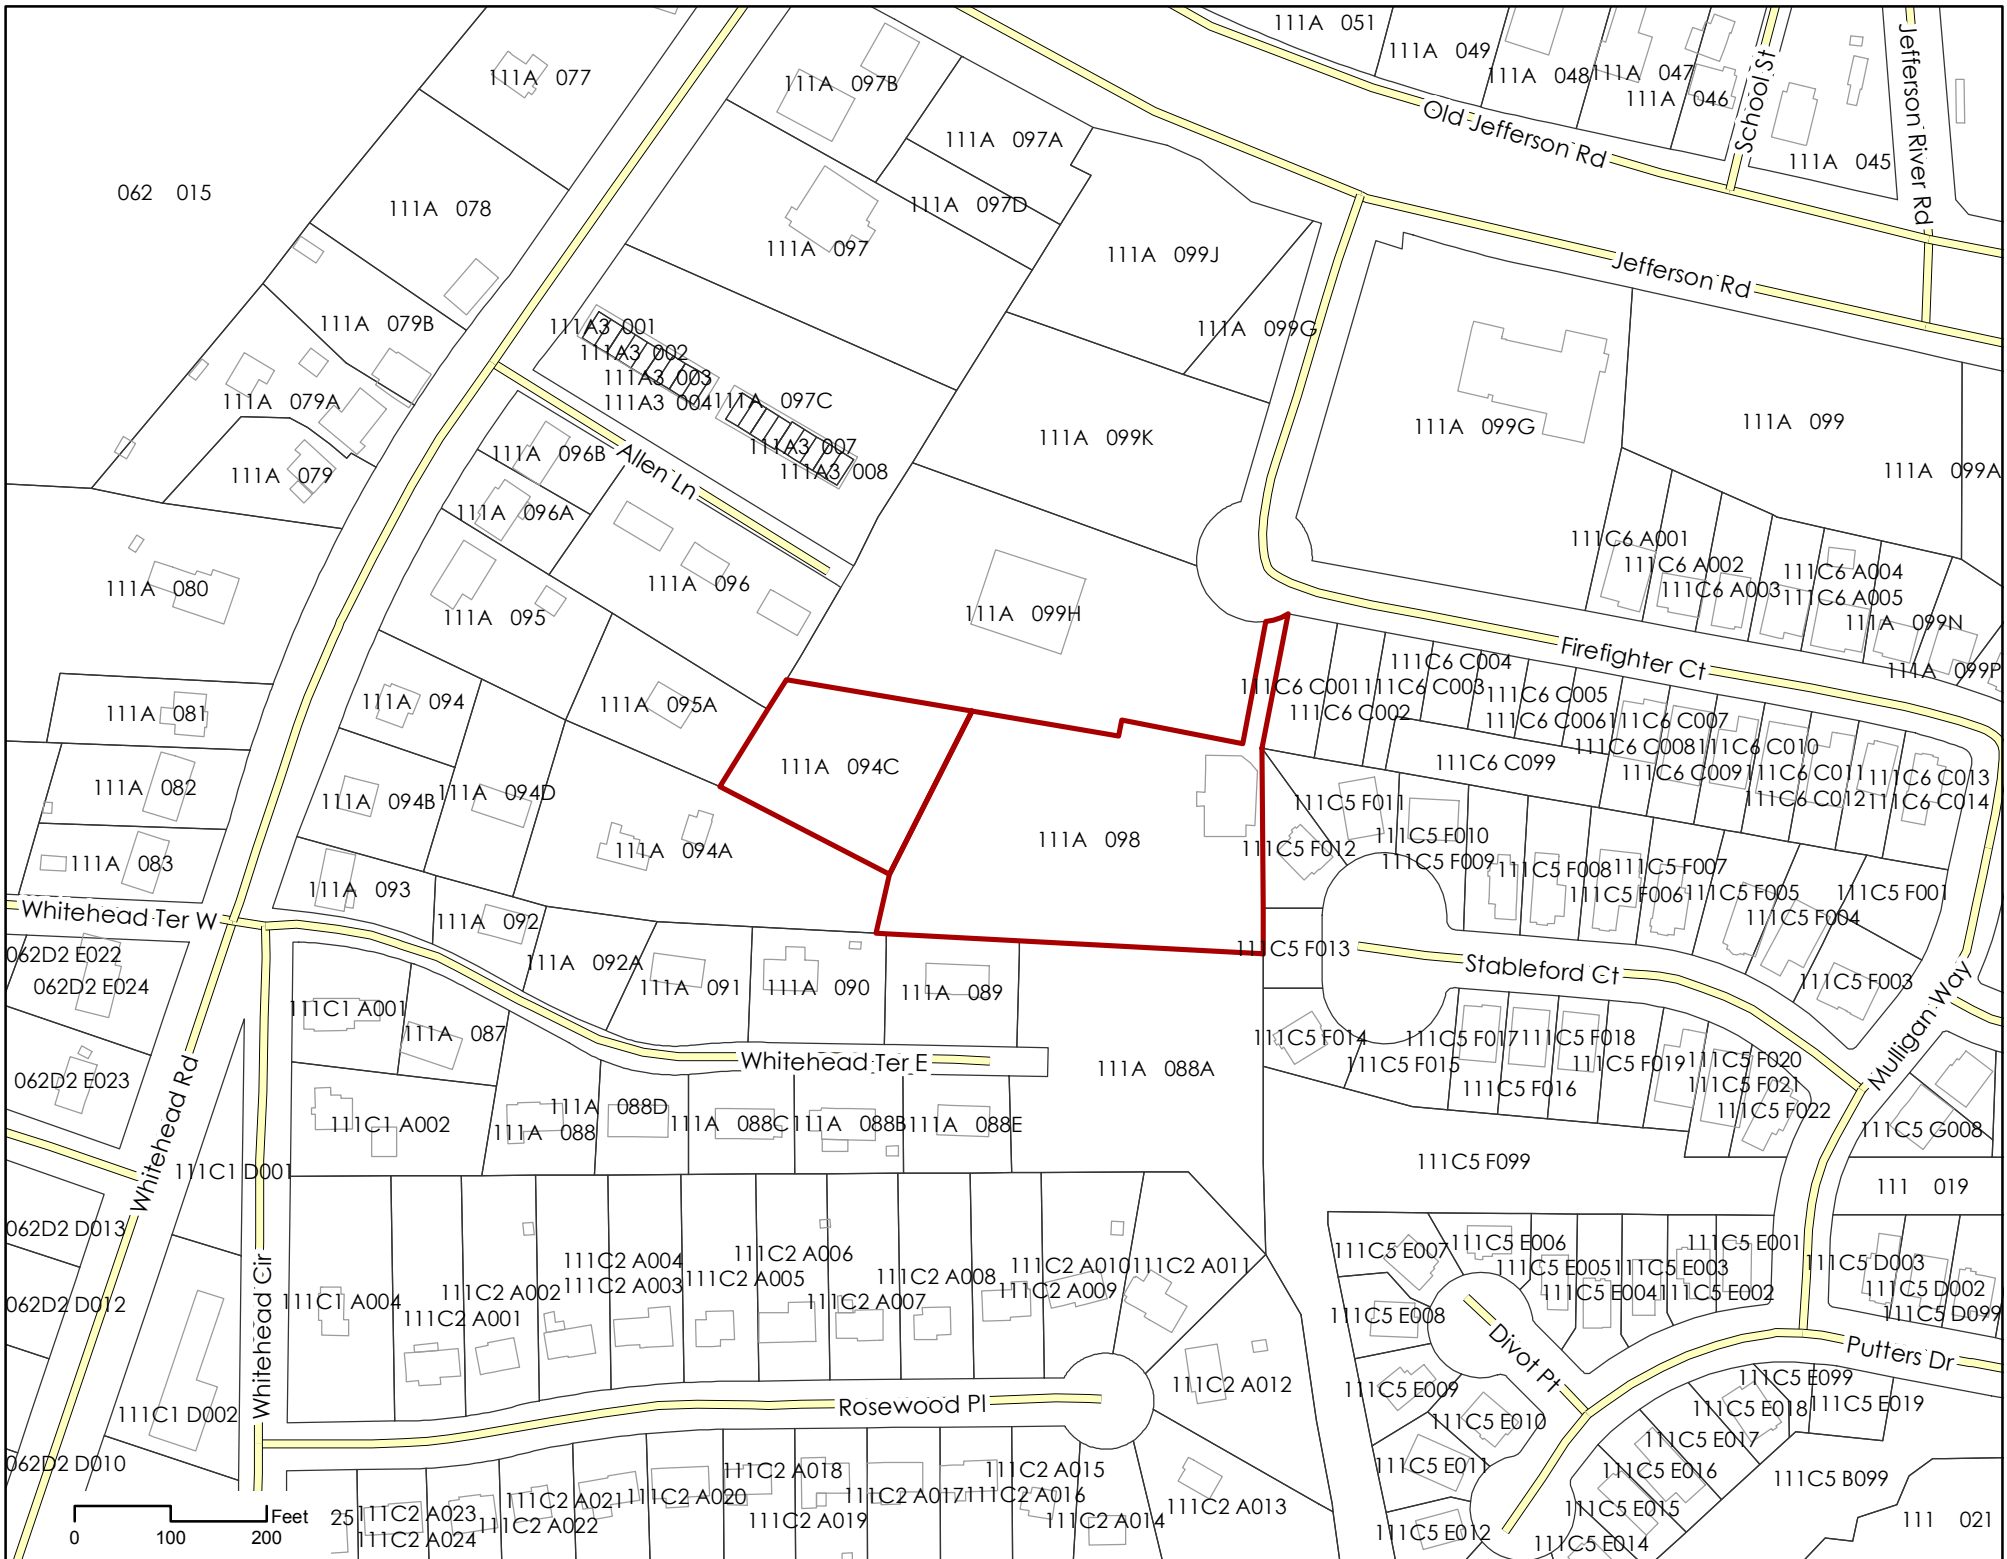 111A 051
111A 049
111A 048
111A 047
111A 046
School St
Jefferson River Rd
111A 077
111A 097B
111A 097A
Old Jefferson Rd
111A 045
062 015
111A 078
111A 097D
111A 097
111A 099J
Jefferson Rd
111A 079B
111A3 001
111A3 002
111A3 003
111A3 004
111A 097C
111A 099G
111A 079A
111A3 007
111A3 008
111A 099K
111A 099G
111A 099
111A 099A
111A 079
111A 096B
Allen Ln
111A 096A
111A 080
111A 096
111A 095
111A 099H
111C6 A001
111C6 A002
111C6 A003
111C6 A004
111C6 A005
111A 099N
111A 099P
Firefighter Ct
111A 081
111A 094
111A 095A
111C6 C001
111C6 C002
111C6 C003
111C6 C004
111C6 C005
111C6 C006
111C6 C007
111C6 C008
111C6 C009
111C6 C010
111C6 C011
111C6 C012
111C6 C013
111C6 C014
111C6 C099
111A 082
111A 094B
111A 094D
111A 094C
111A 094A
111A 098
111C5 F011
111C5 F012
111C5 F010
111C5 F009
111C5 F008
111C5 F007
111C5 F006
111C5 F005
111C5 F004
111C5 F001
111C5 F003
111A 083
111A 093
111A 092
Whitehead Ter W
062D2 E022
062D2 E024
111A 092A
111A 091
111A 090
111A 089
111C5 F013
Stableford Ct
Mulligan Way
111C1 A001
111A 087
Whitehead Ter E
111A 088A
111C5 F014
111C5 F015
111C5 F017
111C5 F016
111C5 F018
111C5 F019
111C5 F020
111C5 F021
111C5 F022
111C5 G008
062D2 E023
Whitehead Rd
111C1 A002
111A 088
111A 088D
111A 088C
111A 088B
111A 088E
111C5 F099
111 019
111C1 D001
062D2 D013
062D2 D012
Whitehead Cir
111C1 A004
111C2 A001
111C2 A002
111C2 A003
111C2 A004
111C2 A005
111C2 A006
111C2 A007
111C2 A008
111C2 A009
111C2 A010
111C2 A011
111C2 A012
111C5 E007
111C5 E006
111C5 E005
111C5 E004
111C5 E003
111C5 E002
111C5 E001
111C5 D003
111C5 D002
111C5 D099
111C5 E008
Divot Pt
Putters Dr
111C5 E009
111C5 E010
111C5 E011
111C5 E012
111C5 E099
111C5 E019
111C5 E018
111C5 E017
111C5 E016
111C5 E015
111C5 E014
111C5 B099
111 021
111C1 D002
Rosewood Pl
062D2 D010
111C2 A018
111C2 A015
111C2 A020
111C2 A017
111C2 A016
111C2 A021
111C2 A022
111C2 A023
111C2 A024
111C2 A019
111C2 A014
111C2 A013
25
Feet
0 100 200